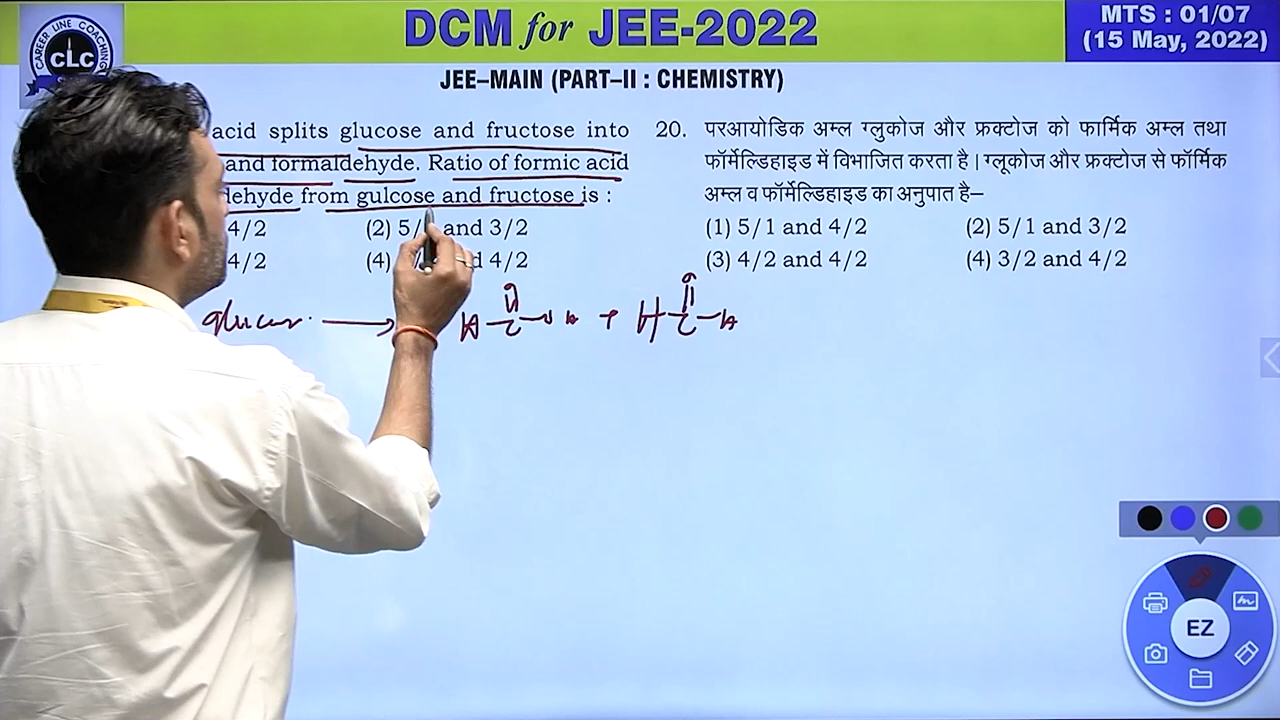 DCM for JEE-2022
MTS : 01/07
(15 May, 2022)
CAREER LINE COACHING
CLC
JEE–MAIN (PART–II : CHEMISTRY)
acid splits glucose and fructose into
and formaldehyde. Ratio of formic acid
dehyde from gulcose and fructose is :
4/2 (2) 5/ and 3/2
4/2 (4) d 4/2
20. परआयोडिक अम्ल ग्लुकोज और फ्रक्टोज को फार्मिक अम्ल तथा
फॉर्मेल्डिहाइड में विभाजित करता है | ग्लूकोज और फ्रक्टोज से फॉर्मिक
अम्ल व फॉर्मेल्डिहाइड का अनुपात है–
(1) 5/1 and 4/2 (2) 5/1 and 3/2
(3) 4/2 and 4/2 (4) 3/2 and 4/2
O O
H – C – + H – C – H
EZ